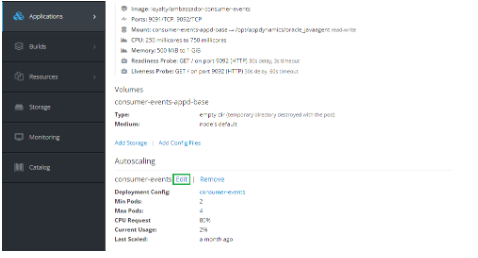 Applications
Builds
Resources
Storage
Monitoring
Catalog
Image: loyalty/ambassador-consumer-events
Ports: 9091/TCP, 9092/TCP
Mount: consumer-events-appd-base → /opt/appdynamics/oracle_javaagent read-write
CPU: 250 millicores to 750 millicores
Memory: 500 MiB to 1 GiB
Readiness Probe: GET / on port 9092 (HTTP) 30s delay, 30s timeout
Liveness Probe: GET / on port 9092 (HTTP) 30s delay, 60s timeout
Volumes
consumer-events-appd-base
Type: empty dir (temporary directory destroyed with the pod)
Medium: node's default
Add Storage | Add Config Files
Autoscaling
consumer-events Edit | Remove
Deployment Config: consumer-events
Min Pods: 2
Max Pods: 4
CPU Request 80%
Current Usage: 2%
Last Scaled: a month ago